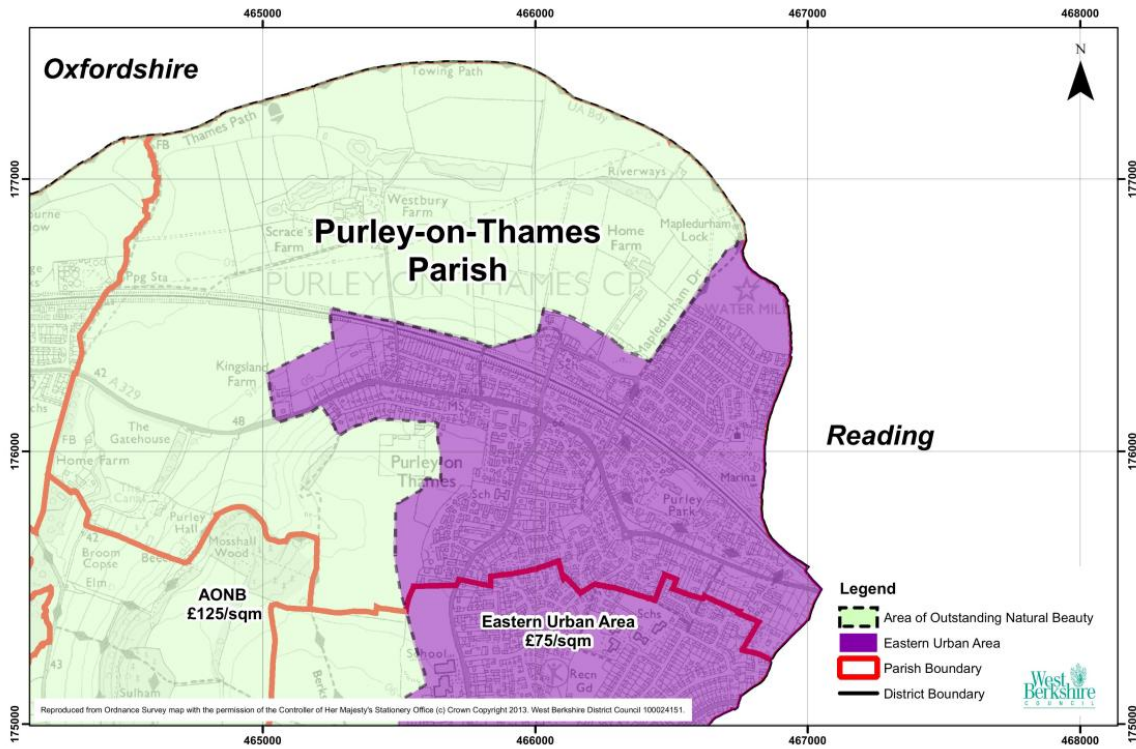 465000
466000
467000
468000
Oxfordshire
Towing Path
UA Bdy
N
Thames Path
FB
177000
177000
Riverways
Westbury
Farm
Scrace's
Farm
Mapledurham
Lock
Home
Farm
Purley-on-Thames
Parish
PURLEY ON THAMES CP
Ppg Sta
Mapledurham Dr
WATER MILL
Kingsland
Farm
42
A 329
48
MS
Sch
The
Gatehouse
FB
Home Farm
176000
176000
Reading
Purley on
Thames
Marina
The
Canal
Sch
Purley
Park
Purley
Hall
Mosshall
Wood
42
Broom
Copse
Elm
AONB
£125/sqm
Eastern Urban Area
£75/sqm
Schs
School
Recn
Gd
43
Sulham
Legend
Area of Outstanding Natural Beauty
Eastern Urban Area
Parish Boundary
District Boundary
West
Berkshire
COUNCIL
Reproduced from Ordnance Survey map with the permission of the Controller of Her Majesty's Stationery Office (c) Crown Copyright 2013. West Berkshire District Council 100024151.
175000
175000
465000
466000
467000
468000